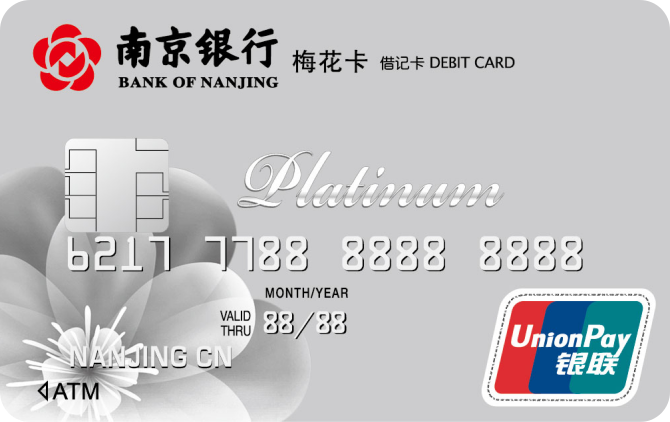 南京银行 梅花卡 借记卡 DEBIT CARD
BANK OF NANJING
Platinum
6217 7788 8888 8888
MONTH/YEAR
VALID THRU 88/88
NANJING CN
ATM
UnionPay
银联